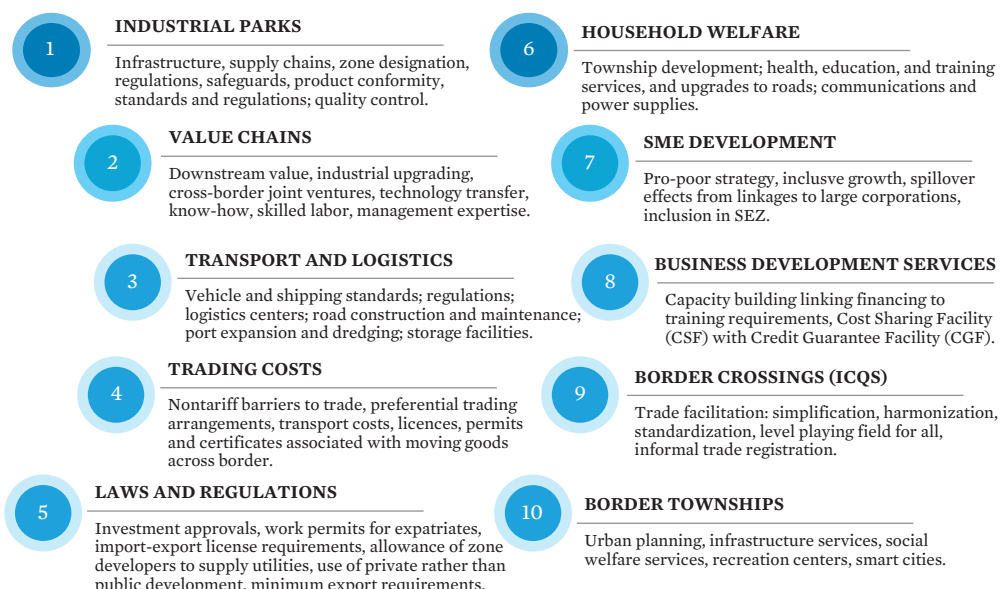 1
INDUSTRIAL PARKS
Infrastructure, supply chains, zone designation,
regulations, safeguards, product conformity,
standards and regulations; quality control.
2
VALUE CHAINS
Downstream value, industrial upgrading,
cross-border joint ventures, technology transfer,
know-how, skilled labor, management expertise.
3
TRANSPORT AND LOGISTICS
Vehicle and shipping standards; regulations;
logistics centers; road construction and maintenance;
port expansion and dredging; storage facilities.
4
TRADING COSTS
Nontariff barriers to trade, preferential trading
arrangements, transport costs, licences, permits
and certificates associated with moving goods
across border.
5
LAWS AND REGULATIONS
Investment approvals, work permits for expatriates,
import-export license requirements, allowance of zone
developers to supply utilities, use of private rather than
public development, minimum export requirements.
6
HOUSEHOLD WELFARE
Township development; health, education, and training
services, and upgrades to roads; communications and
power supplies.
7
SME DEVELOPMENT
Pro-poor strategy, inclusve growth, spillover
effects from linkages to large corporations,
inclusion in SEZ.
8
BUSINESS DEVELOPMENT SERVICES
Capacity building linking financing to
training requirements, Cost Sharing Facility
(CSF) with Credit Guarantee Facility (CGF).
9
BORDER CROSSINGS (ICQS)
Trade facilitation: simplification, harmonization,
standardization, level playing field for all,
informal trade registration.
10
BORDER TOWNSHIPS
Urban planning, infrastructure services, social
welfare services, recreation centers, smart cities.